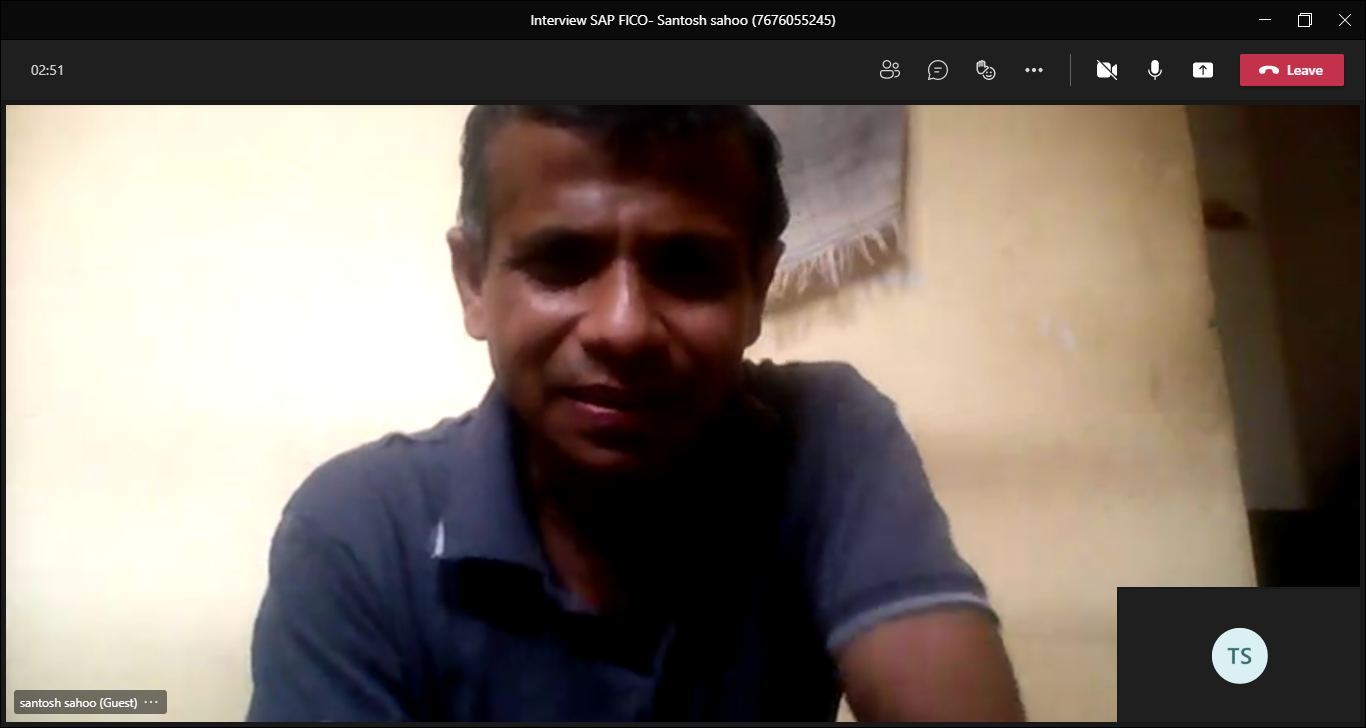 Interview SAP FICO- Santosh sahoo (7676055245)
02:51
Leave
santosh sahoo (Guest) ···
TS